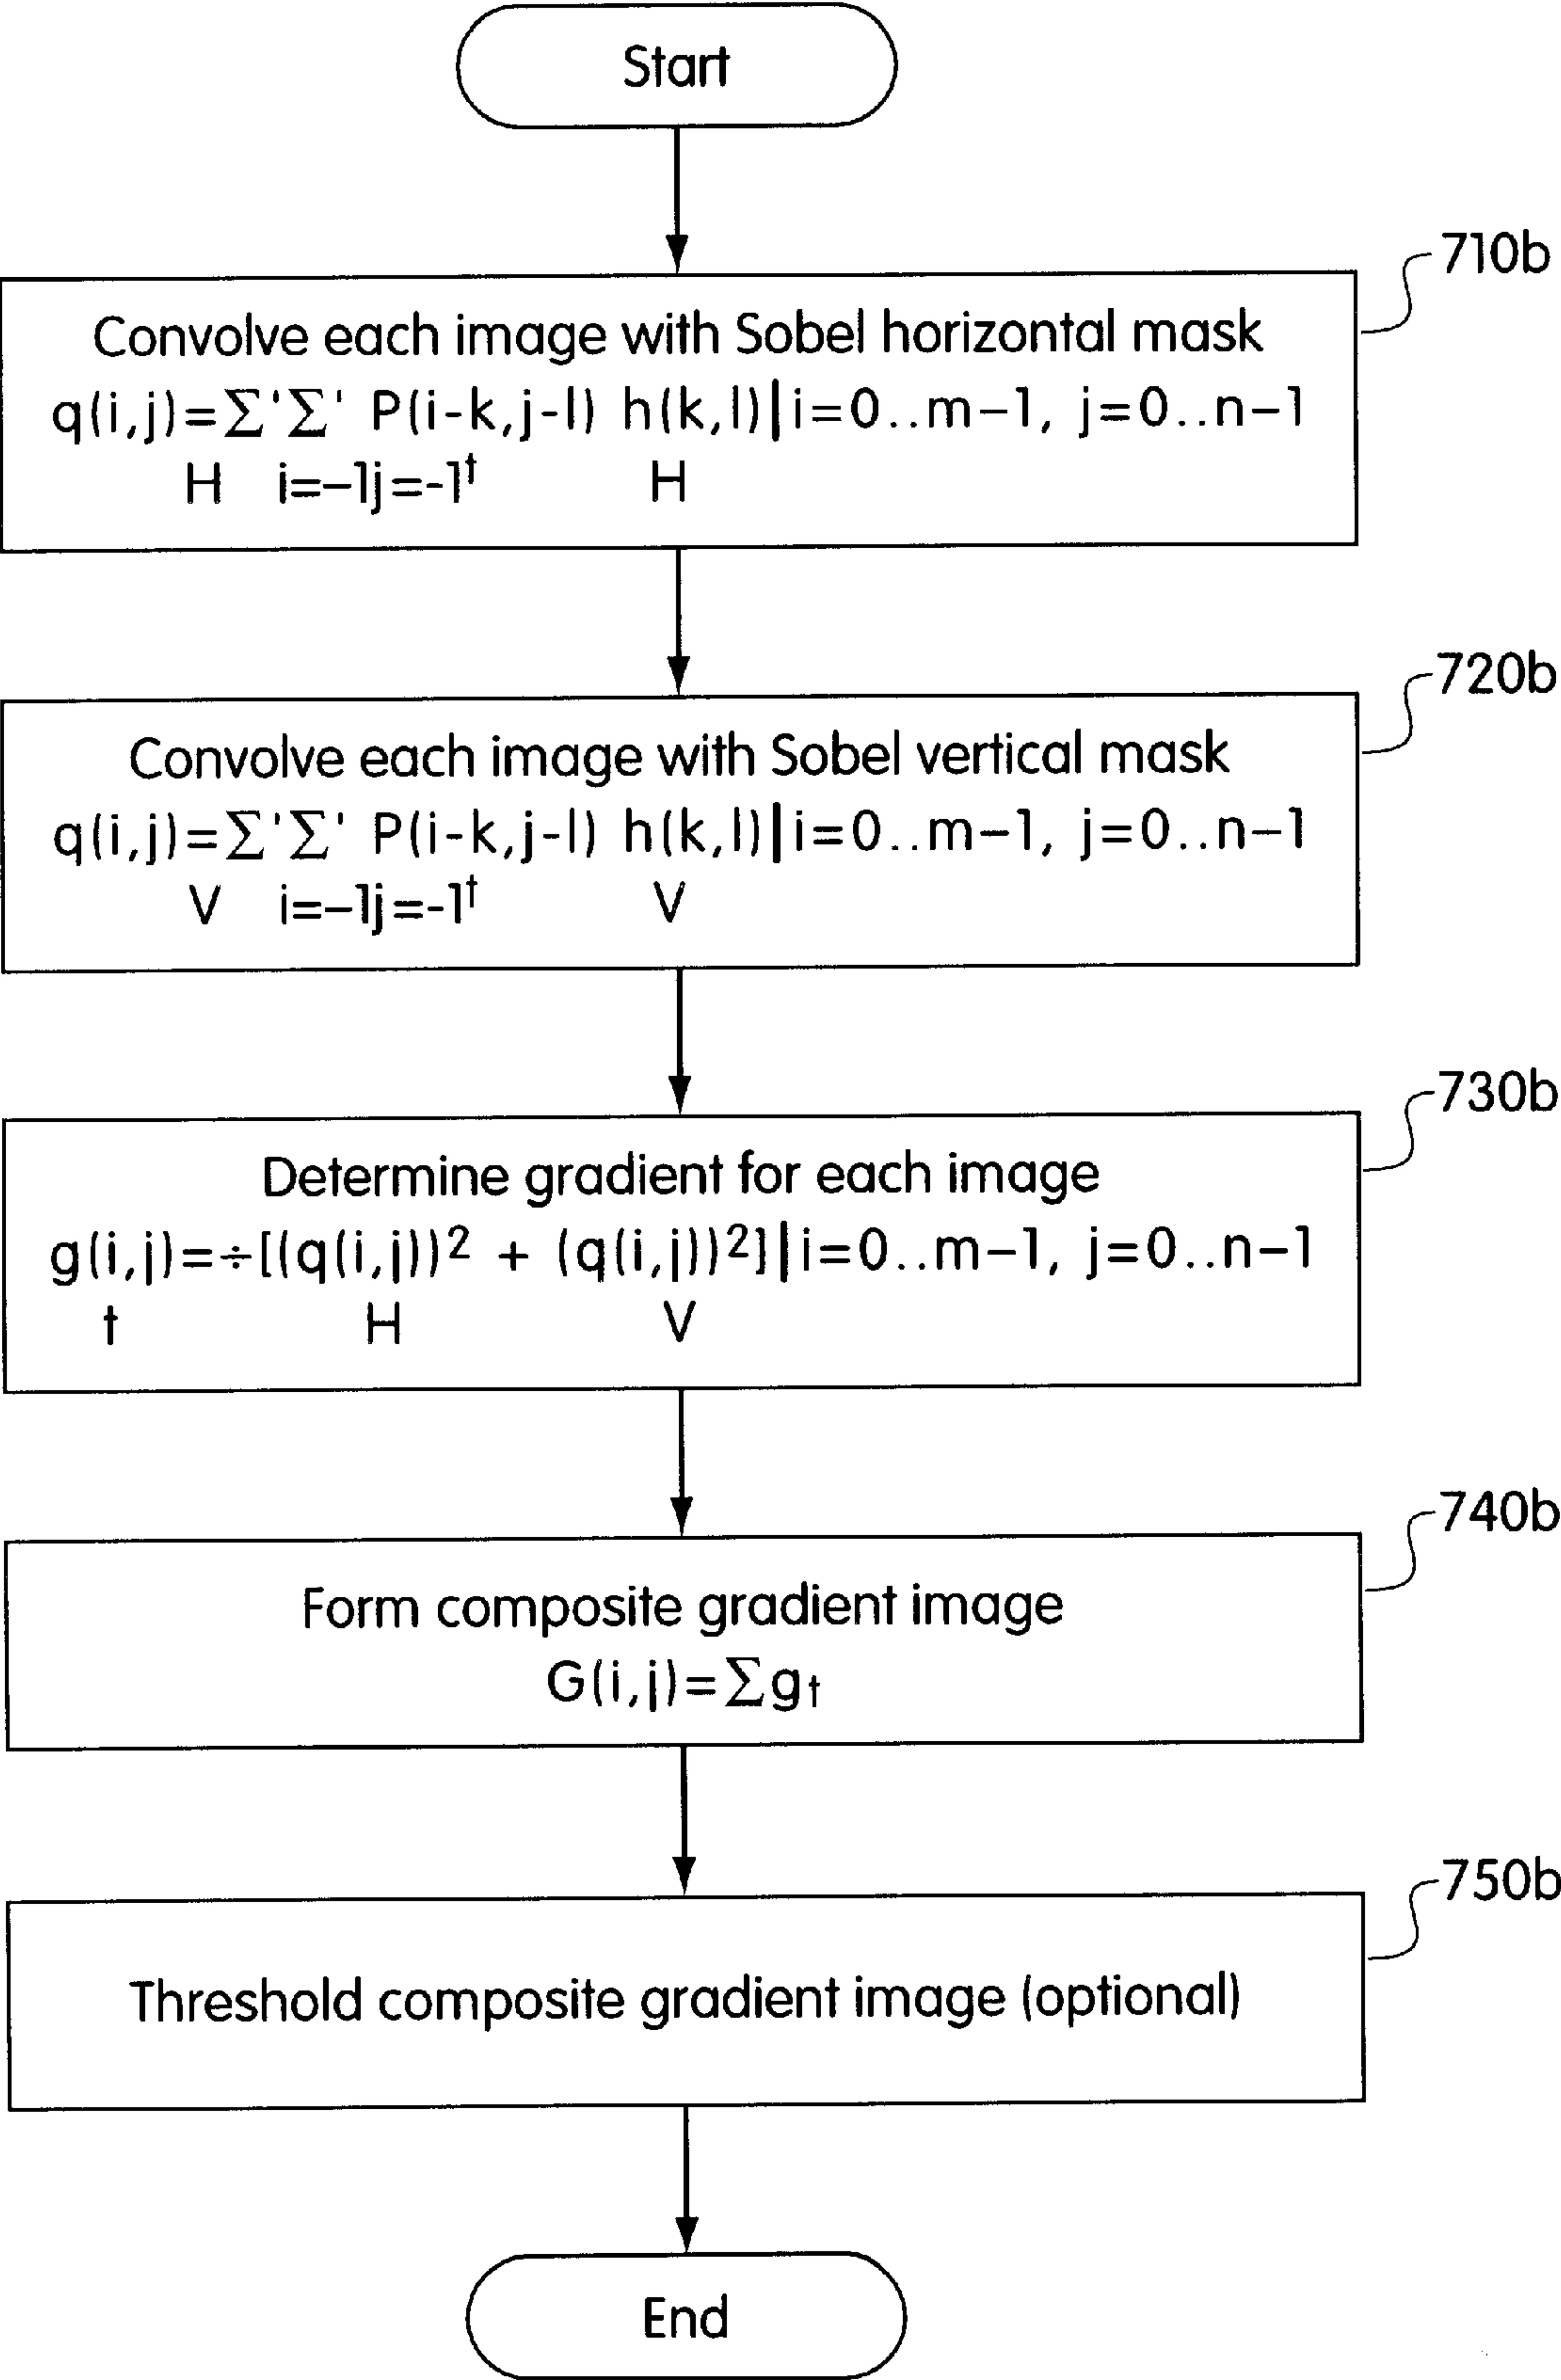 Start
710b
Convolve each image with Sobel horizontal mask
q(i,j)=Σ'Σ' P(i-k,j-l) h(k,l)|i=0..m-1, j=0..n-1
H i=-1j=-1t H
720b
Convolve each image with Sobel vertical mask
q(i,j)=Σ'Σ' P(i-k,j-l) h(k,l)|i=0..m-1, j=0..n-1
V i=-1j=-1t V
730b
Determine gradient for each image
g(i,j)=÷[(q(i,j))2 + (q(i,j))2]|i=0..m-1, j=0..n-1
t H V
740b
Form composite gradient image
G(i,j)=Σgt
750b
Threshold composite gradient image (optional)
End